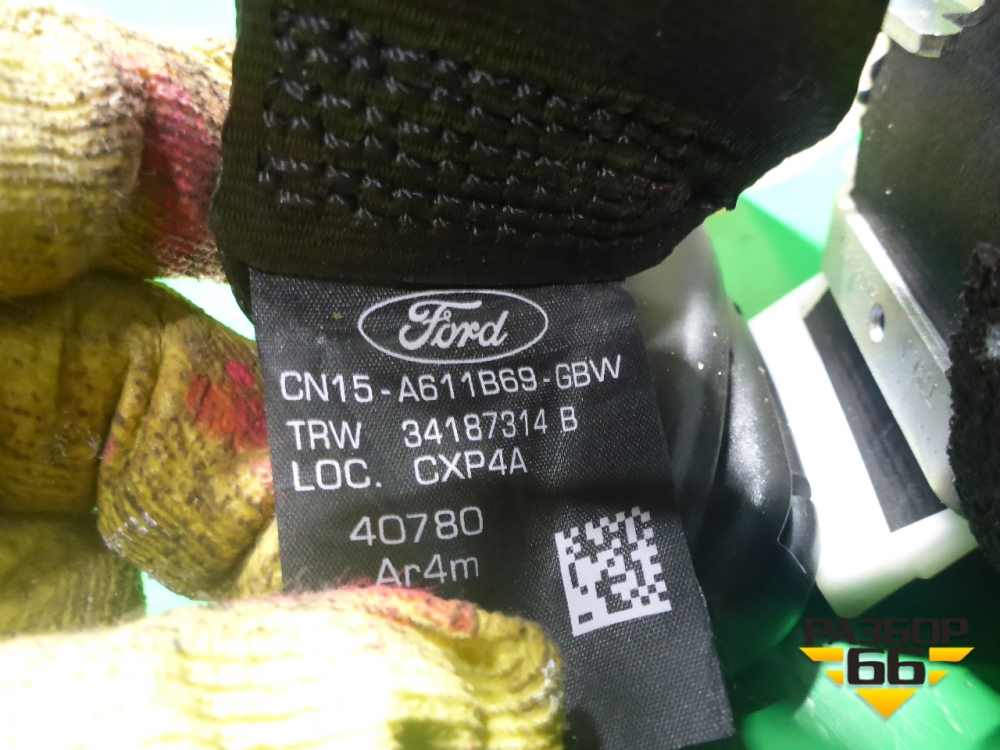 Ford
CN15-A611B69-GBW
TRW 34187314 B
LOC. CXP4A
40780
Ar4m
РАЗБОР
66